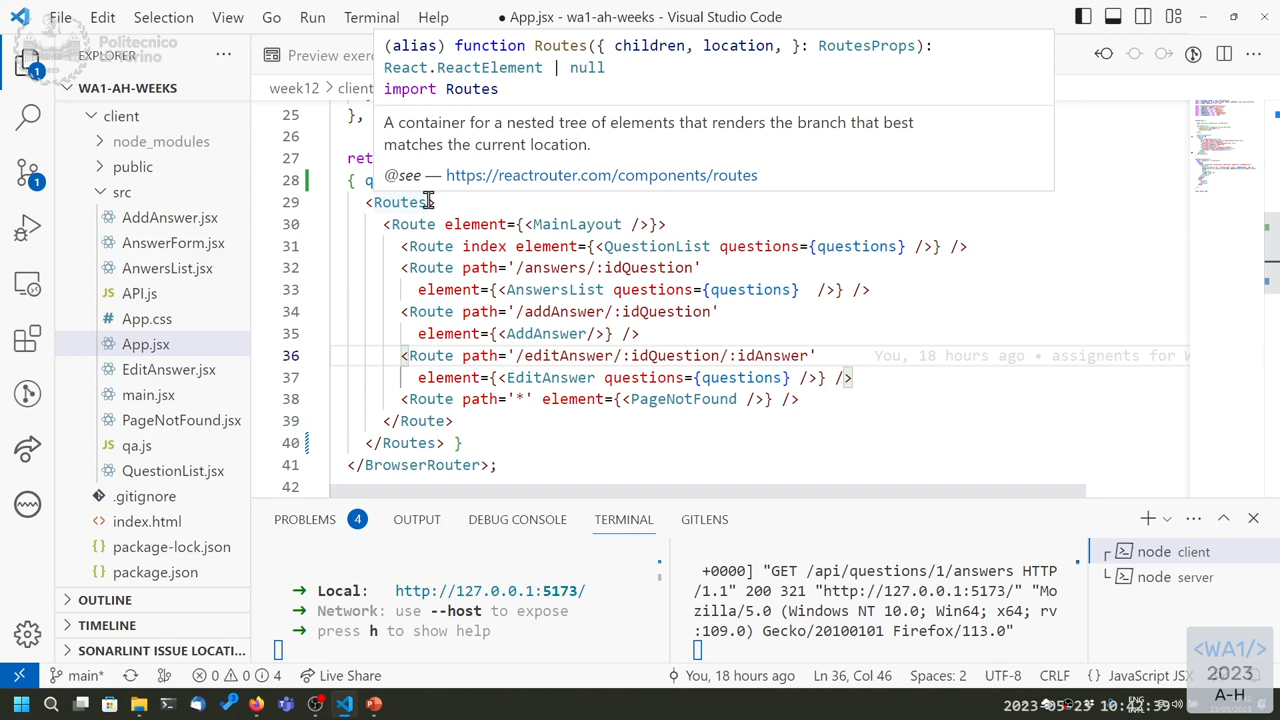 File Edit Selection View Go Run Terminal Help
● App.jsx - wa1-ah-weeks - Visual Studio Code
Politecnico
Torino
EXPLORER
Preview exerc
WA1-AH-WEEKS
client
node_modules
public
src
AddAnswer.jsx
AnswerForm.jsx
AnwersList.jsx
JS API.js
# App.css
App.jsx
EditAnswer.jsx
main.jsx
PageNotFound.jsx
JS qa.js
QuestionList.jsx
.gitignore
<> index.html
package-lock.json
package.json
OUTLINE
TIMELINE
SONARLINT ISSUE LOCATI...
1
1
week12 > client
(alias) function Routes({ children, location, }: RoutesProps):
React.ReactElement | null
import Routes
A container for a nested tree of elements that renders the branch that best
matches the current location.
@see — https://reactrouter.com/components/routes
25 },
26
27 ret
28 { q
29 <Routes>
30 <Route element={<MainLayout />}>
31 <Route index element={<QuestionList questions={questions} />} />
32 <Route path='/answers/:idQuestion'
33 element={<AnswersList questions={questions}  />} />
34 <Route path='/addAnswer/:idQuestion'
35 element={<AddAnswer/>} />
36 <Route path='/editAnswer/:idQuestion/:idAnswer' You, 18 hours ago • assignents for W
37 element={<EditAnswer questions={questions} />} />
38 <Route path='*' element={<PageNotFound />} />
39 </Route>
40 </Routes> }
41 </BrowserRouter>;
42
PROBLEMS 4 OUTPUT DEBUG CONSOLE TERMINAL GITLENS
➜ Local: http://127.0.0.1:5173/
➜ Network: use --host to expose
➜ press h to show help
+0000] "GET /api/questions/1/answers HTTP
/1.1" 200 321 "http://127.0.0.1:5173/" "Mo
zilla/5.0 (Windows NT 10.0; Win64; x64; rv
:109.0) Gecko/20100101 Firefox/113.0"
node client
node server
<WA1/>
2023
A-H
main* 0 0 4 Live Share
You, 18 hours ago Ln 36, Col 46 Spaces: 2 UTF-8 CRLF {} JavaScript JS
ENG